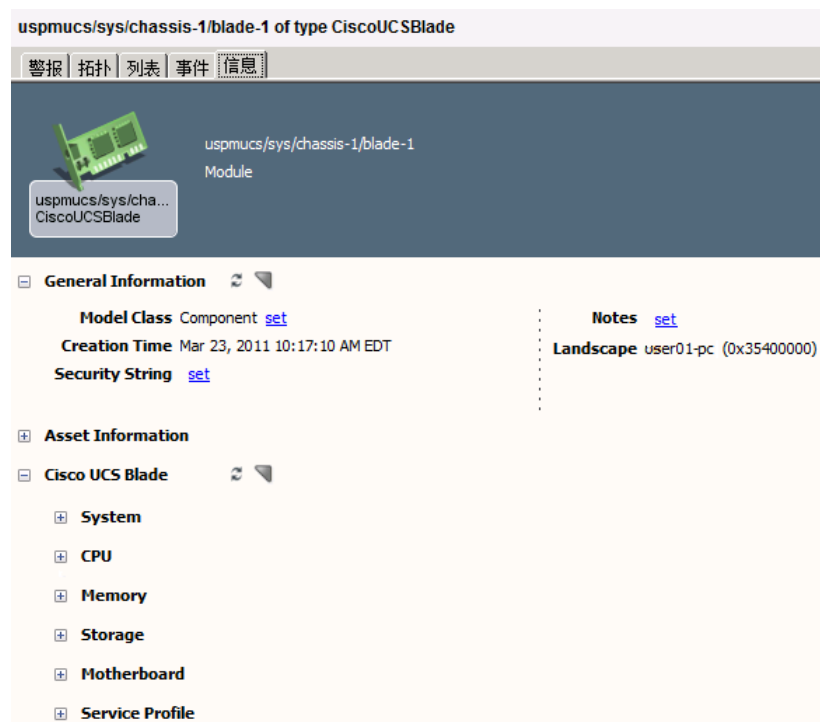 uspmucs/sys/chassis-1/blade-1 of type CiscoUCSBlade
警报 拓扑 列表 事件 信息
uspmucs/sys/chassis-1/blade-1
Module
uspmucs/sys/cha...
CiscoUCSBlade
General Information
Model Class Component set
Notes set
Creation Time Mar 23, 2011 10:17:10 AM EDT
Landscape user01-pc (0x35400000)
Security String set
Asset Information
Cisco UCS Blade
System
CPU
Memory
Storage
Motherboard
Service Profile